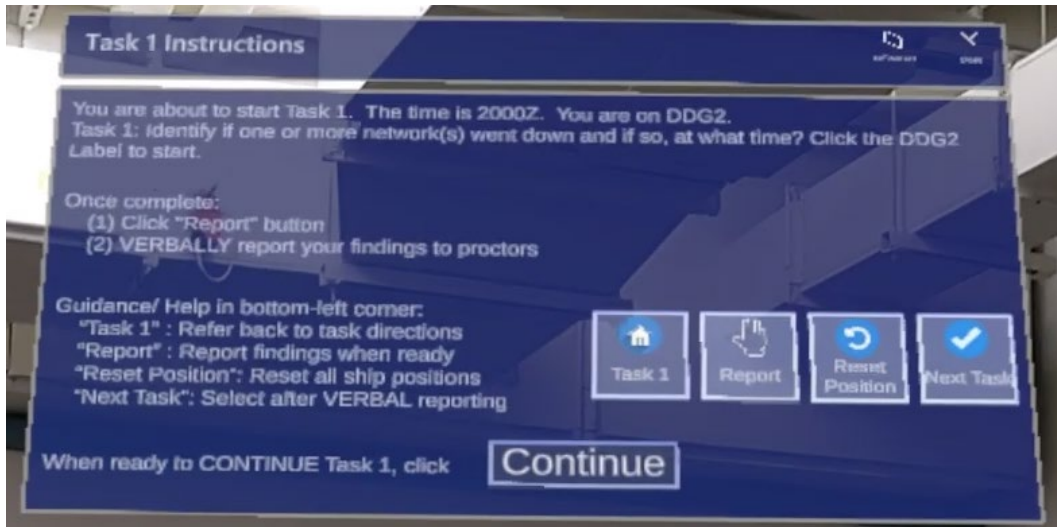 Task 1 Instructions
You are about to start Task 1. The time is 2000Z. You are on DDG2.
Task 1: Identify if one or more network(s) went down and if so, at what time? Click the DDG2
Label to start.
Once complete:
(1) Click "Report" button
(2) VERBALLY report your findings to proctors
Guidance/ Help in bottom-left corner:
"Task 1" : Refer back to task directions
"Report" : Report findings when ready
"Reset Position": Reset all ship positions
"Next Task": Select after VERBAL reporting
Task 1
Report
Reset
Position
Next Task
When ready to CONTINUE Task 1, click
Continue